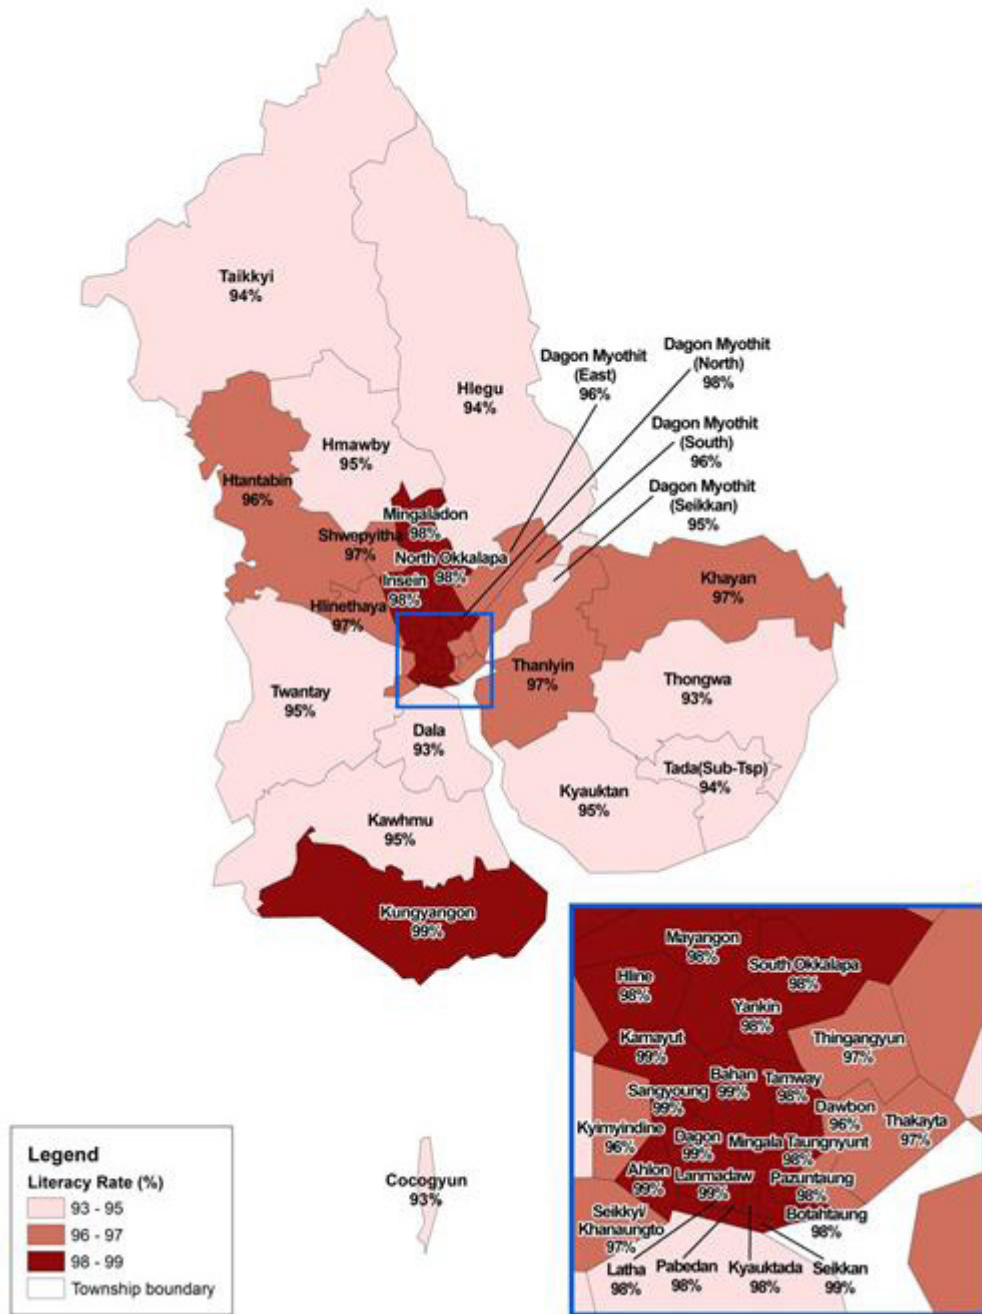 Taikkyi
94%
Hlegu
94%
Dagon Myothit
(East)
96%
Dagon Myothit
(North)
98%
Dagon Myothit
(South)
96%
Dagon Myothit
(Seikkan)
95%
Hmawby
95%
Htantabin
96%
Mingaladon
98%
Shwepyitha
97%
North Okkalapa
98%
Insein
98%
Hlinethaya
97%
Khayan
97%
Thanlyin
97%
Thongwa
93%
Twantay
95%
Dala
93%
Tada(Sub-Tsp)
94%
Kyauktan
95%
Kawhmu
95%
Kungyangon
99%
Mayangon
98%
South Okkalapa
98%
Hline
98%
Yankin
98%
Kamayut
99%
Thingangyun
97%
Bahan
99%
Tamway
98%
Sangyoung
99%
Dawbon
96%
Thakayta
97%
Kyimyindine
96%
Dagon
99%
Mingala Taungnyunt
98%
Ahlon
99%
Lanmadaw
99%
Pazuntaung
98%
Botahtaung
98%
Seikkyi/
Khanaungto
97%
Latha
98%
Pabedan
98%
Kyauktada
98%
Seikkan
99%
Cocogyun
93%
Legend
Literacy Rate (%)
93 - 95
96 - 97
98 - 99
Township boundary